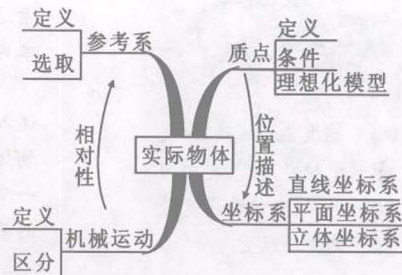 定义
参考系
选取
相对性
实际物体
定义
机械运动
区分
定义
质点
条件
理想化模型
位置描述
直线坐标系
坐标系
平面坐标系
立体坐标系